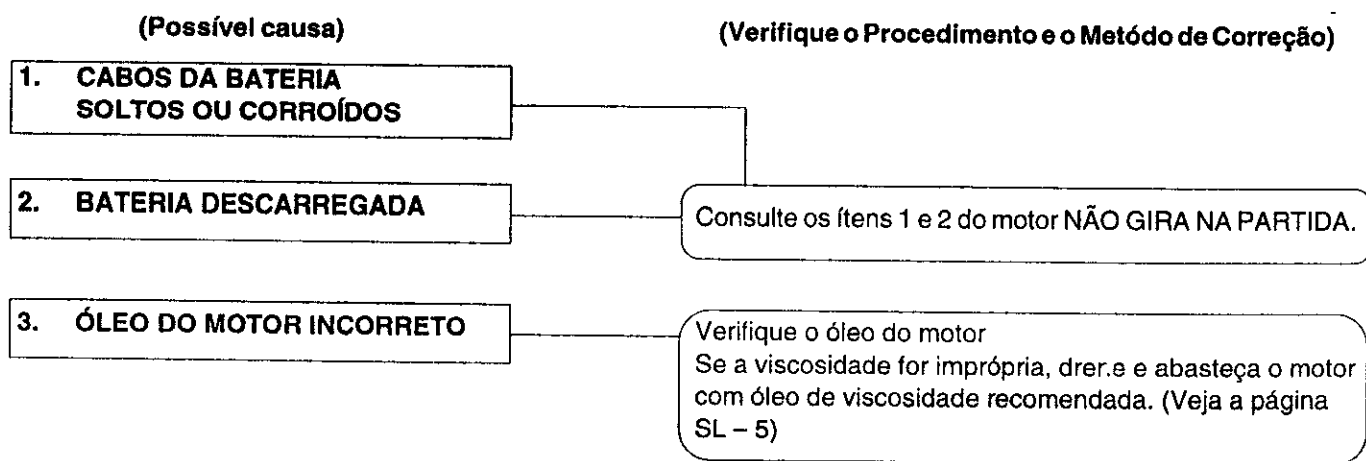 (Possível causa)
(Verifique o Procedimento e o Metódo de Correção)
1. CABOS DA BATERIA
SOLTOS OU CORROÍDOS
2. BATERIA DESCARREGADA
Consulte os ítens 1 e 2 do motor NÃO GIRA NA PARTIDA.
3. ÓLEO DO MOTOR INCORRETO
Verifique o óleo do motor
Se a viscosidade for imprópria, drer.e e abasteça o motor
com óleo de viscosidade recomendada. (Veja a página
SL – 5)